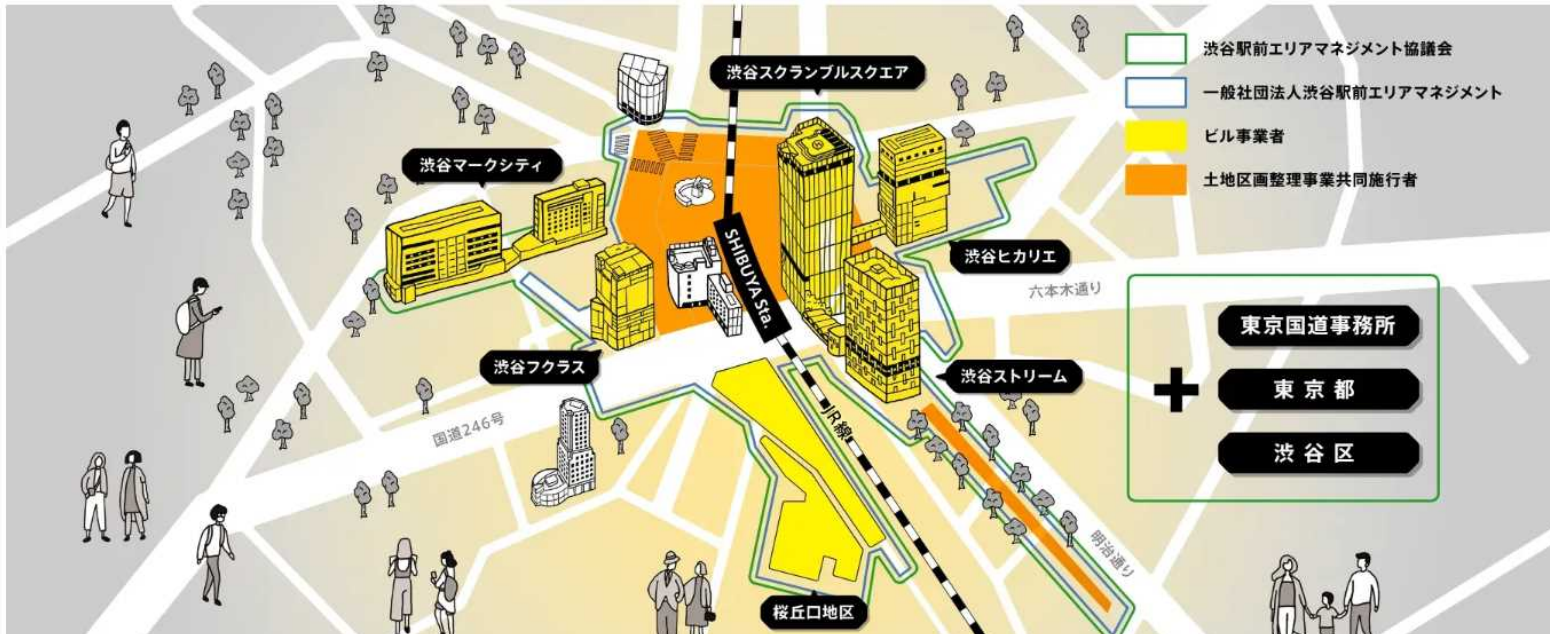 渋谷スクランブルスクエア
渋谷マークシティ
渋谷駅前エリアマネジメント協議会
一般社団法人渋谷駅前エリアマネジメント
ビル事業者
土地区画整理事業共同施行者
SHIBUYA Sta.
渋谷ヒカリエ
六本木通り
渋谷フクラス
渋谷ストリーム
国道246号
JR線
明治通り
桜丘口地区
+
東京国道事務所
東京都
渋谷区